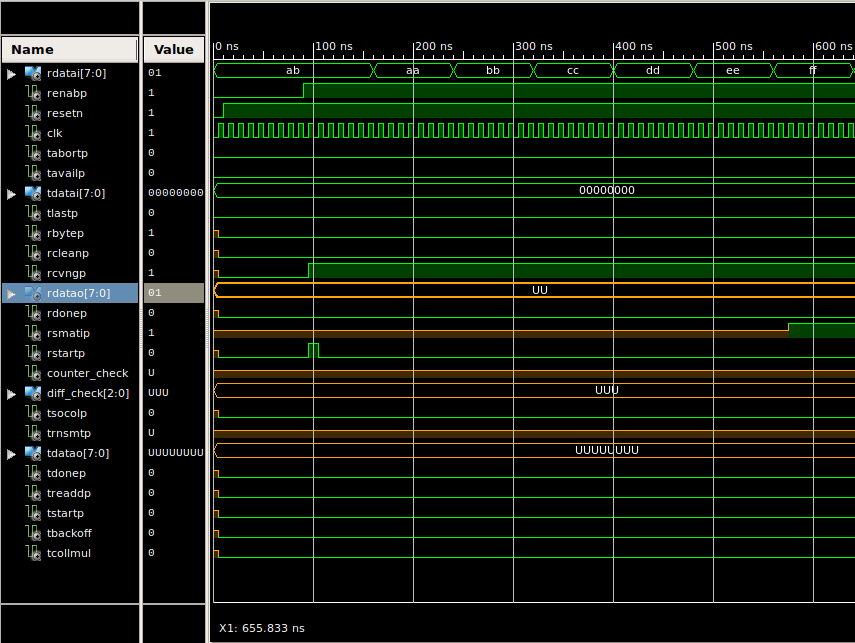 Name Value
0 ns 100 ns 200 ns 300 ns 400 ns 500 ns 600 ns
rdatai[7:0] 01 ab aa bb cc dd ee ff
renabp 1
resetn 1
clk 1
tabortp 0
tavailp 0
tdatai[7:0] 00000000 00000000
tlastp 0
rbytep 1
rcleanp 0
rcvngp 1
rdatao[7:0] 01 UU
rdonep 0
rsmatip 1
rstartp 0
counter_check U
diff_check[2:0] UUU UUU
tsocolp 0
trnsmtp U
tdatao[7:0] UUUUUUUU UUUUUUUU
tdonep 0
treaddp 0
tstartp 0
tbackoff 0
tcollmul 0
X1: 655.833 ns